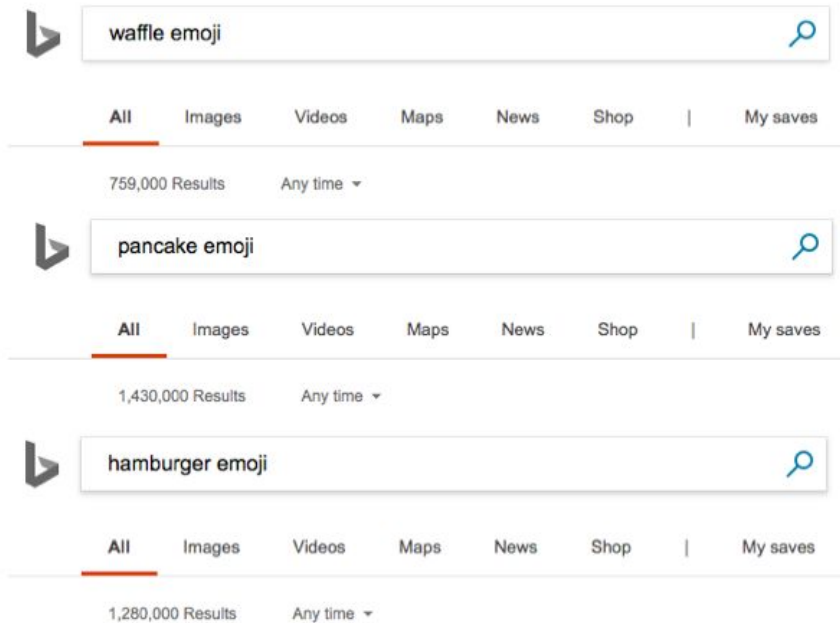 waffle emoji
All Images Videos Maps News Shop | My saves
759,000 Results Any time
pancake emoji
All Images Videos Maps News Shop | My saves
1,430,000 Results Any time
hamburger emoji
All Images Videos Maps News Shop | My saves
1,280,000 Results Any time